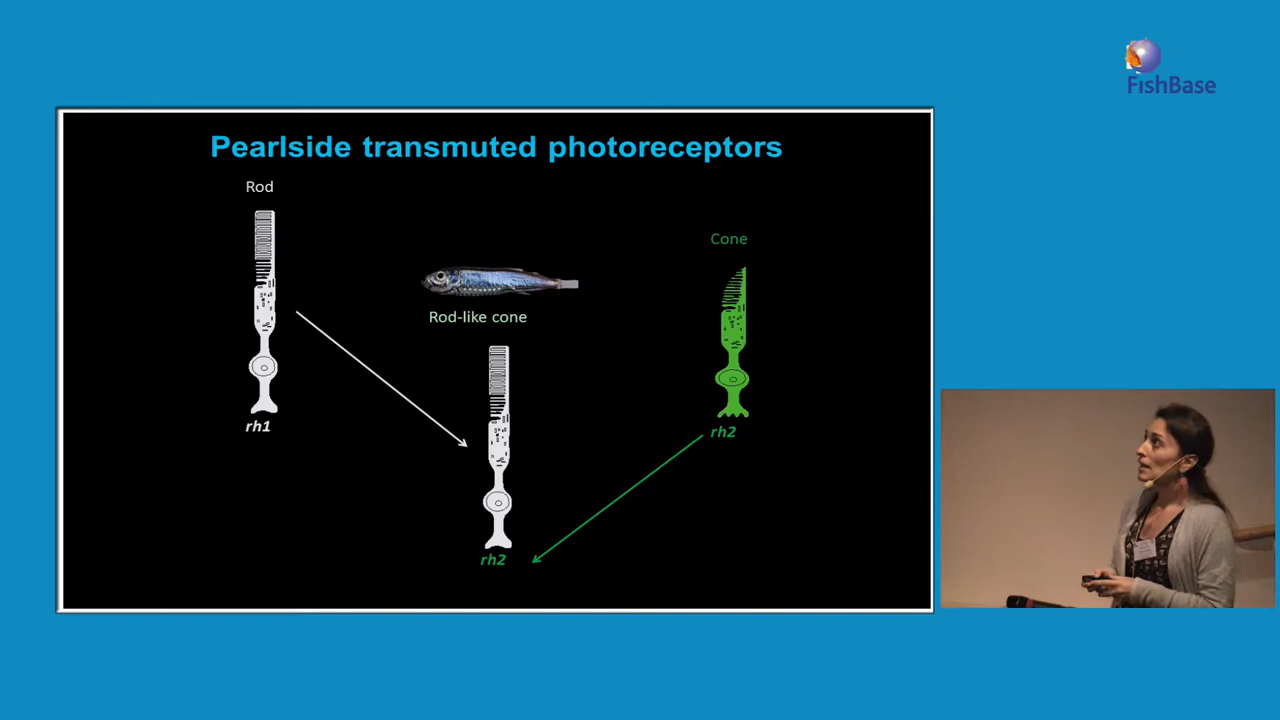 FishBase
Pearlside transmuted photoreceptors
Rod
Cone
Rod-like cone
rh1
rh2
rh2